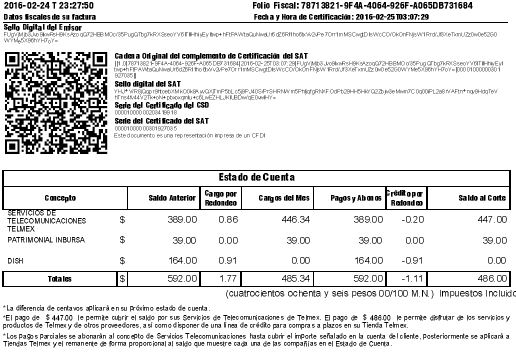 2016-02-24 T 23:27:50 Folio Fiscal: 78713821-9F4A-4064-926F-A065DB731684
Datos fiscales de su factura Fecha y Hora de Certificación: 2016-02-25T03:07:29
Sello Digital del Emisor
Cadena Original del complemento de Certificación del SAT
Sello digital del SAT
Serie del Certificado del CSD
Serie del Certificado del SAT
Este documento es una representación impresa de un CFDI
Estado de Cuenta
Concepto Saldo Anterior Cargo por Redondeo Cargos del Mes Pagos y Abonos Crédito por Redondeo Saldo al Corte
SERVICIOS DE
TELECOMUNICACIONES $ 389.00 0.86 446.34 389.00 -0.20 447.00
TELMEX
PATRIMONIAL INBURSA $ 39.00 0.00 39.00 39.00 0.00 39.00
DISH $ 164.00 0.91 0.00 164.00 -0.91 0.00
Totales $ 592.00 1.77 485.34 592.00 -1.11 486.00
(cuatrocientos ochenta y seis pesos 00/100 M.N.) Impuestos Incluido
*La diferencia de centavos aplicará en su próximo estado de cuenta.
*El pago de $ 447.00 le permite cubrir el saldo por sus Servicios de Telecomunicaciones de Telmex. El pago de $ 486.00 le permite disfrutar de los servicios y
productos de Telmex y de otros proveedores, así como disponer de una línea de crédito para compras a plazos en su Tienda Telmex.
*Los Pagos Parciales se abonarán al concepto de Servicios Telecomunicaciones hasta cubrir el importe señalado en la cuenta del cliente, Posteriormente se aplicará a
Tiendas Telmex y el remanente de forma proporcional al saldo que muestre cada una de las compañías en el Estado de Cuenta.